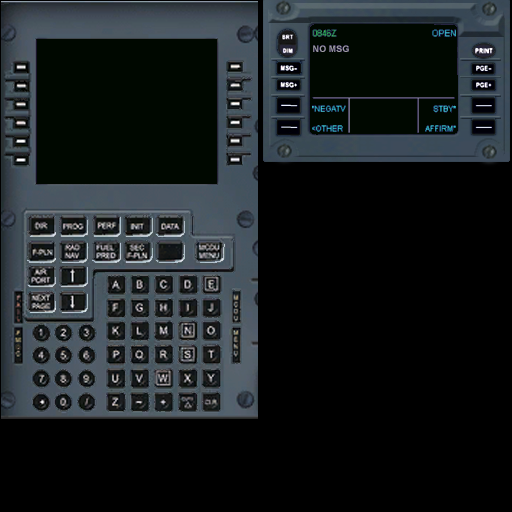 DIR PROG PERF INIT DATA
F-PLN RAD NAV FUEL PRED SEC F-PLN MCDU MENU
AIR PORT ↑
NEXT PAGE ↓
A B C D E
F G H I J
1 2 3 K L M N O
4 5 6 P Q R S T
7 8 9 U V W X Y
0 / Z - + CLR
MCDU
MENU
BRT
DIM
0846Z OPEN
NO MSG
PRINT
MSG- PGE-
MSG+ PGE+
*NEGATV STBY*
<OTHER AFFIRM*